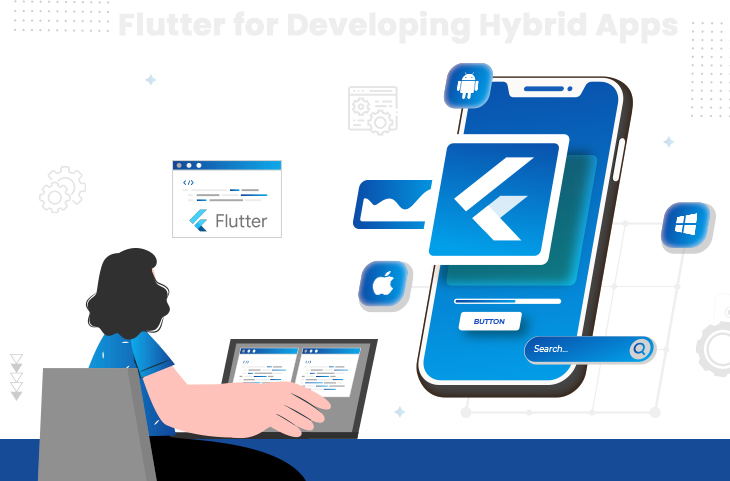 Flutter for Developing Hybrid Apps
</>
Flutter
</>
</>
BUTTON
Search...